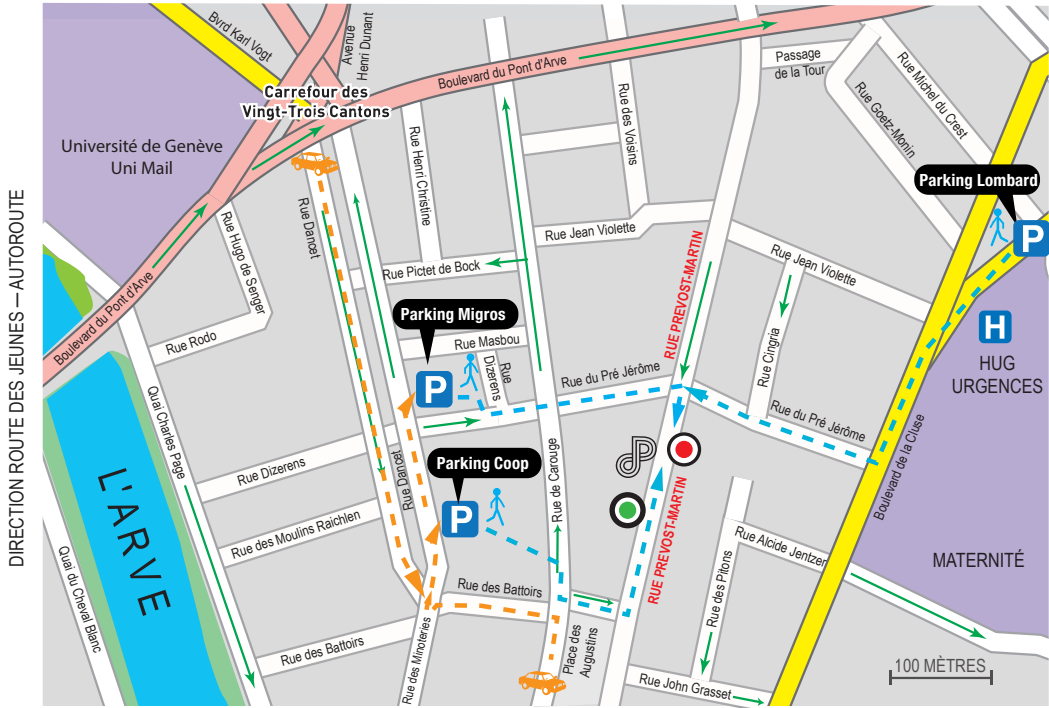 DIRECTION ROUTE DES JEUNES — AUTOROUTE
Bvrd Karl Vogt
Avenue
Henri Dunant
Boulevard du Pont d'Arve
Carrefour des
Vingt-Trois Cantons
Université de Genève
Uni Mail
Passage
de la Tour
Rue Michel du Crest
Rue Goetz-Monin
Rue des Voisins
Rue Henri Christine
Parking Lombard
P
Rue Hugo de Senger
Rue Dancet
Rue Jean Violette
Rue Pictet de Bock
RUE PREVOST-MARTIN
Rue Jean Violette
Boulevard du Pont d'Arve
Parking Migros
H
HUG
URGENCES
Rue Rodo
Rue Masbou
Rue
Dizerens
Rue Cingria
P
Rue du Pré Jérôme
Rue du Pré Jérôme
Quai Charles Page
Rue Dizerens
Rue Dancet
Parking Coop
P
Rue de Carouge
Boulevard de la Cluse
L'ARVE
Rue des Moulins Raichlen
RUE PREVOST-MARTIN
Rue Alcide Jentzer
MATERNITÉ
Quai du Cheval Blanc
Rue des Battoirs
Rue des Pitons
Rue des Battoirs
Rue des Minoteries
Place des
Augustins
Rue John Grasset
100 MÈTRES